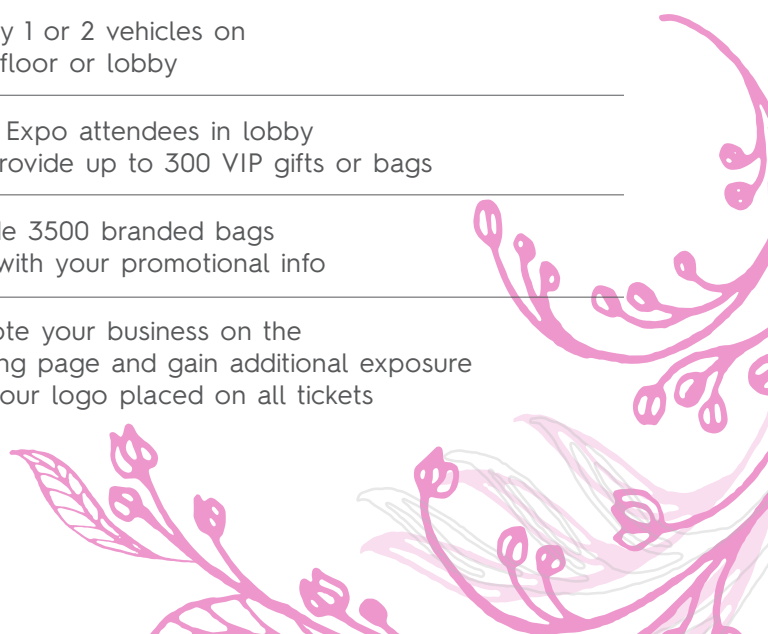 y 1 or 2 vehicles on
floor or lobby
Expo attendees in lobby
rovide up to 300 VIP gifts or bags
de 3500 branded bags
with your promotional info
ote your business on the
ng page and gain additional exposure
our logo placed on all tickets